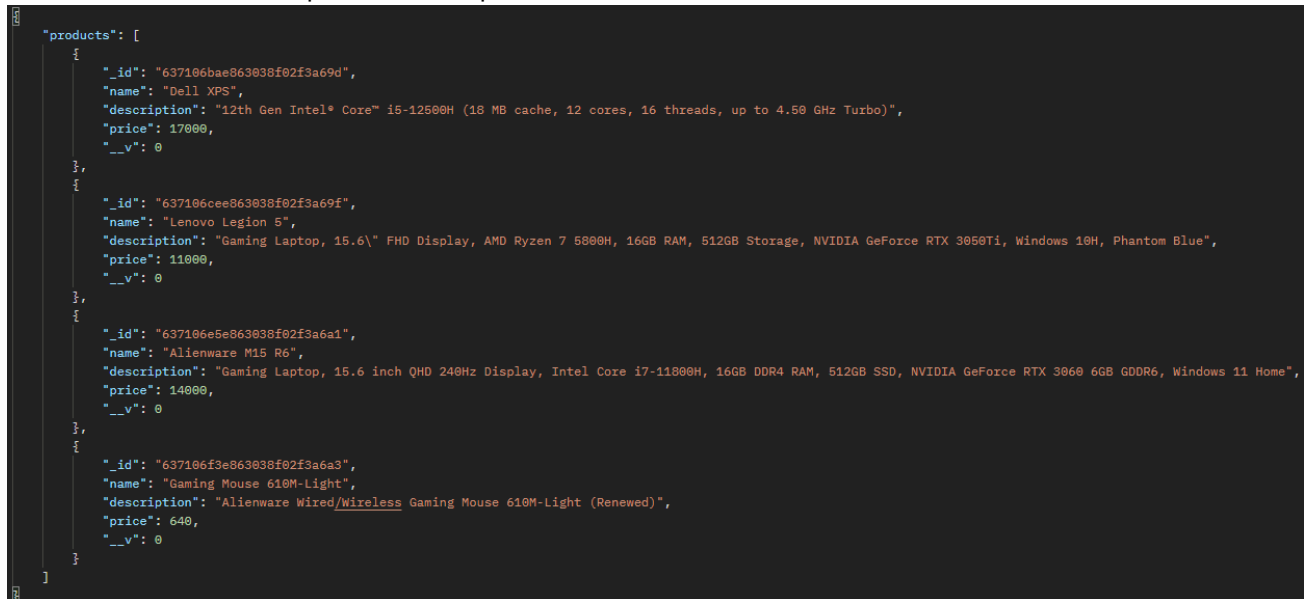 {
"products": [
{
"_id": "637106bae863038f02f3a69d",
"name": "Dell XPS",
"description": "12th Gen Intel® Core™ i5-12500H (18 MB cache, 12 cores, 16 threads, up to 4.50 GHz Turbo)",
"price": 17000,
"__v": 0
},
{
"_id": "637106cee863038f02f3a69f",
"name": "Lenovo Legion 5",
"description": "Gaming Laptop, 15.6\" FHD Display, AMD Ryzen 7 5800H, 16GB RAM, 512GB Storage, NVIDIA GeForce RTX 3050Ti, Windows 10H, Phantom Blue",
"price": 11000,
"__v": 0
},
{
"_id": "637106e5e863038f02f3a6a1",
"name": "Alienware M15 R6",
"description": "Gaming Laptop, 15.6 inch QHD 240Hz Display, Intel Core i7-11800H, 16GB DDR4 RAM, 512GB SSD, NVIDIA GeForce RTX 3060 6GB GDDR6, Windows 11 Home",
"price": 14000,
"__v": 0
},
{
"_id": "637106f3e863038f02f3a6a3",
"name": "Gaming Mouse 610M-Light",
"description": "Alienware Wired/Wireless Gaming Mouse 610M-Light (Renewed)",
"price": 640,
"__v": 0
}
]
}